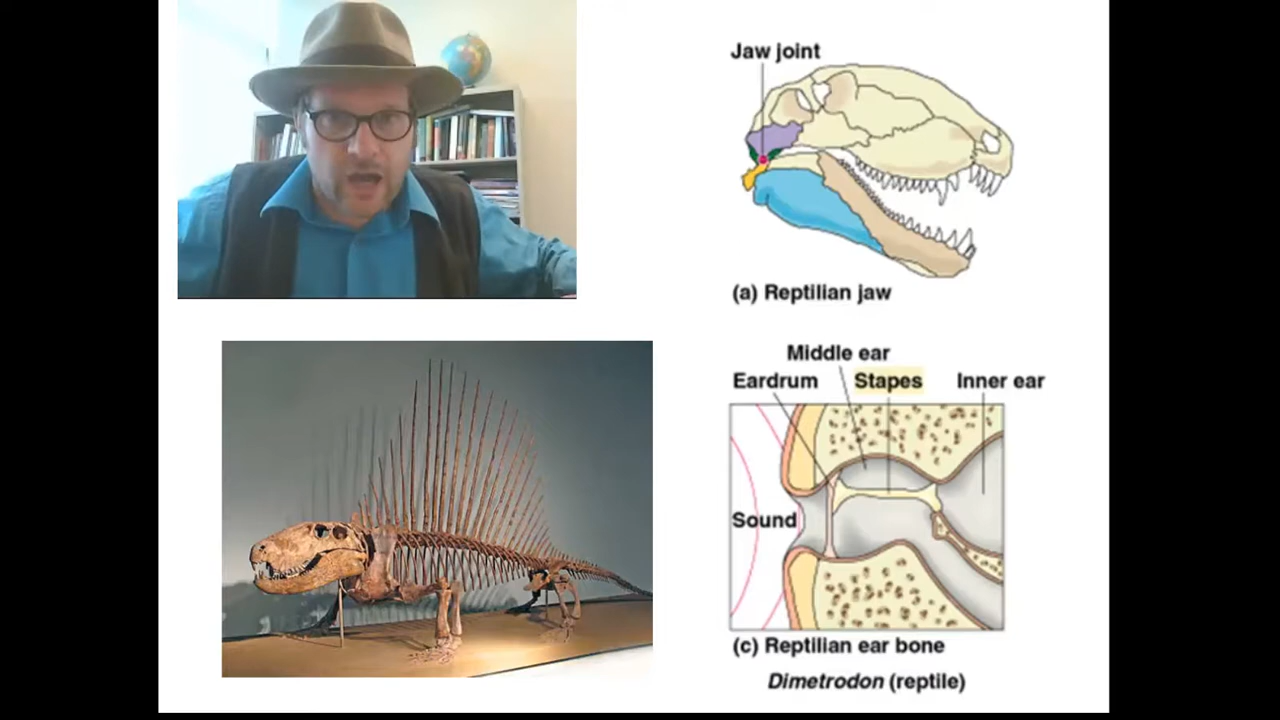 Jaw joint
(a) Reptilian jaw
Middle ear
Eardrum Stapes Inner ear
Sound
(c) Reptilian ear bone
Dimetrodon (reptile)